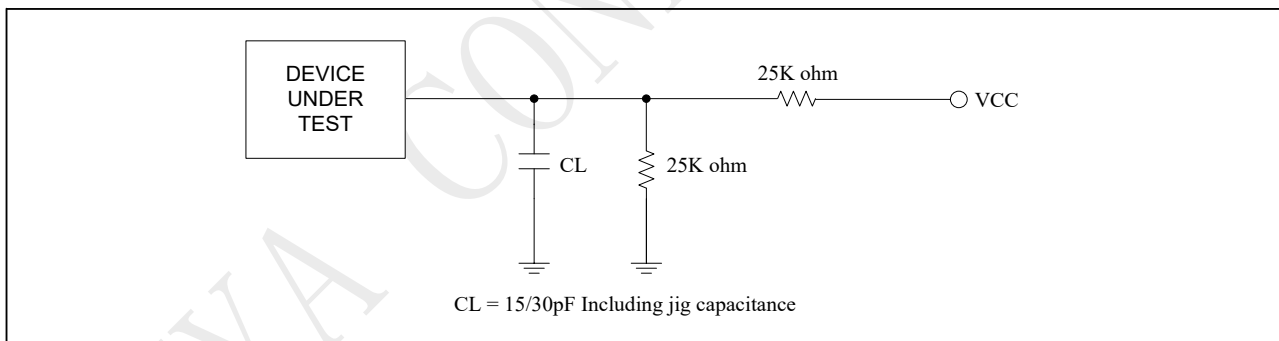 DEVICE
UNDER
TEST
25K ohm
VCC
CL
25K ohm
CL = 15/30pF Including jig capacitance